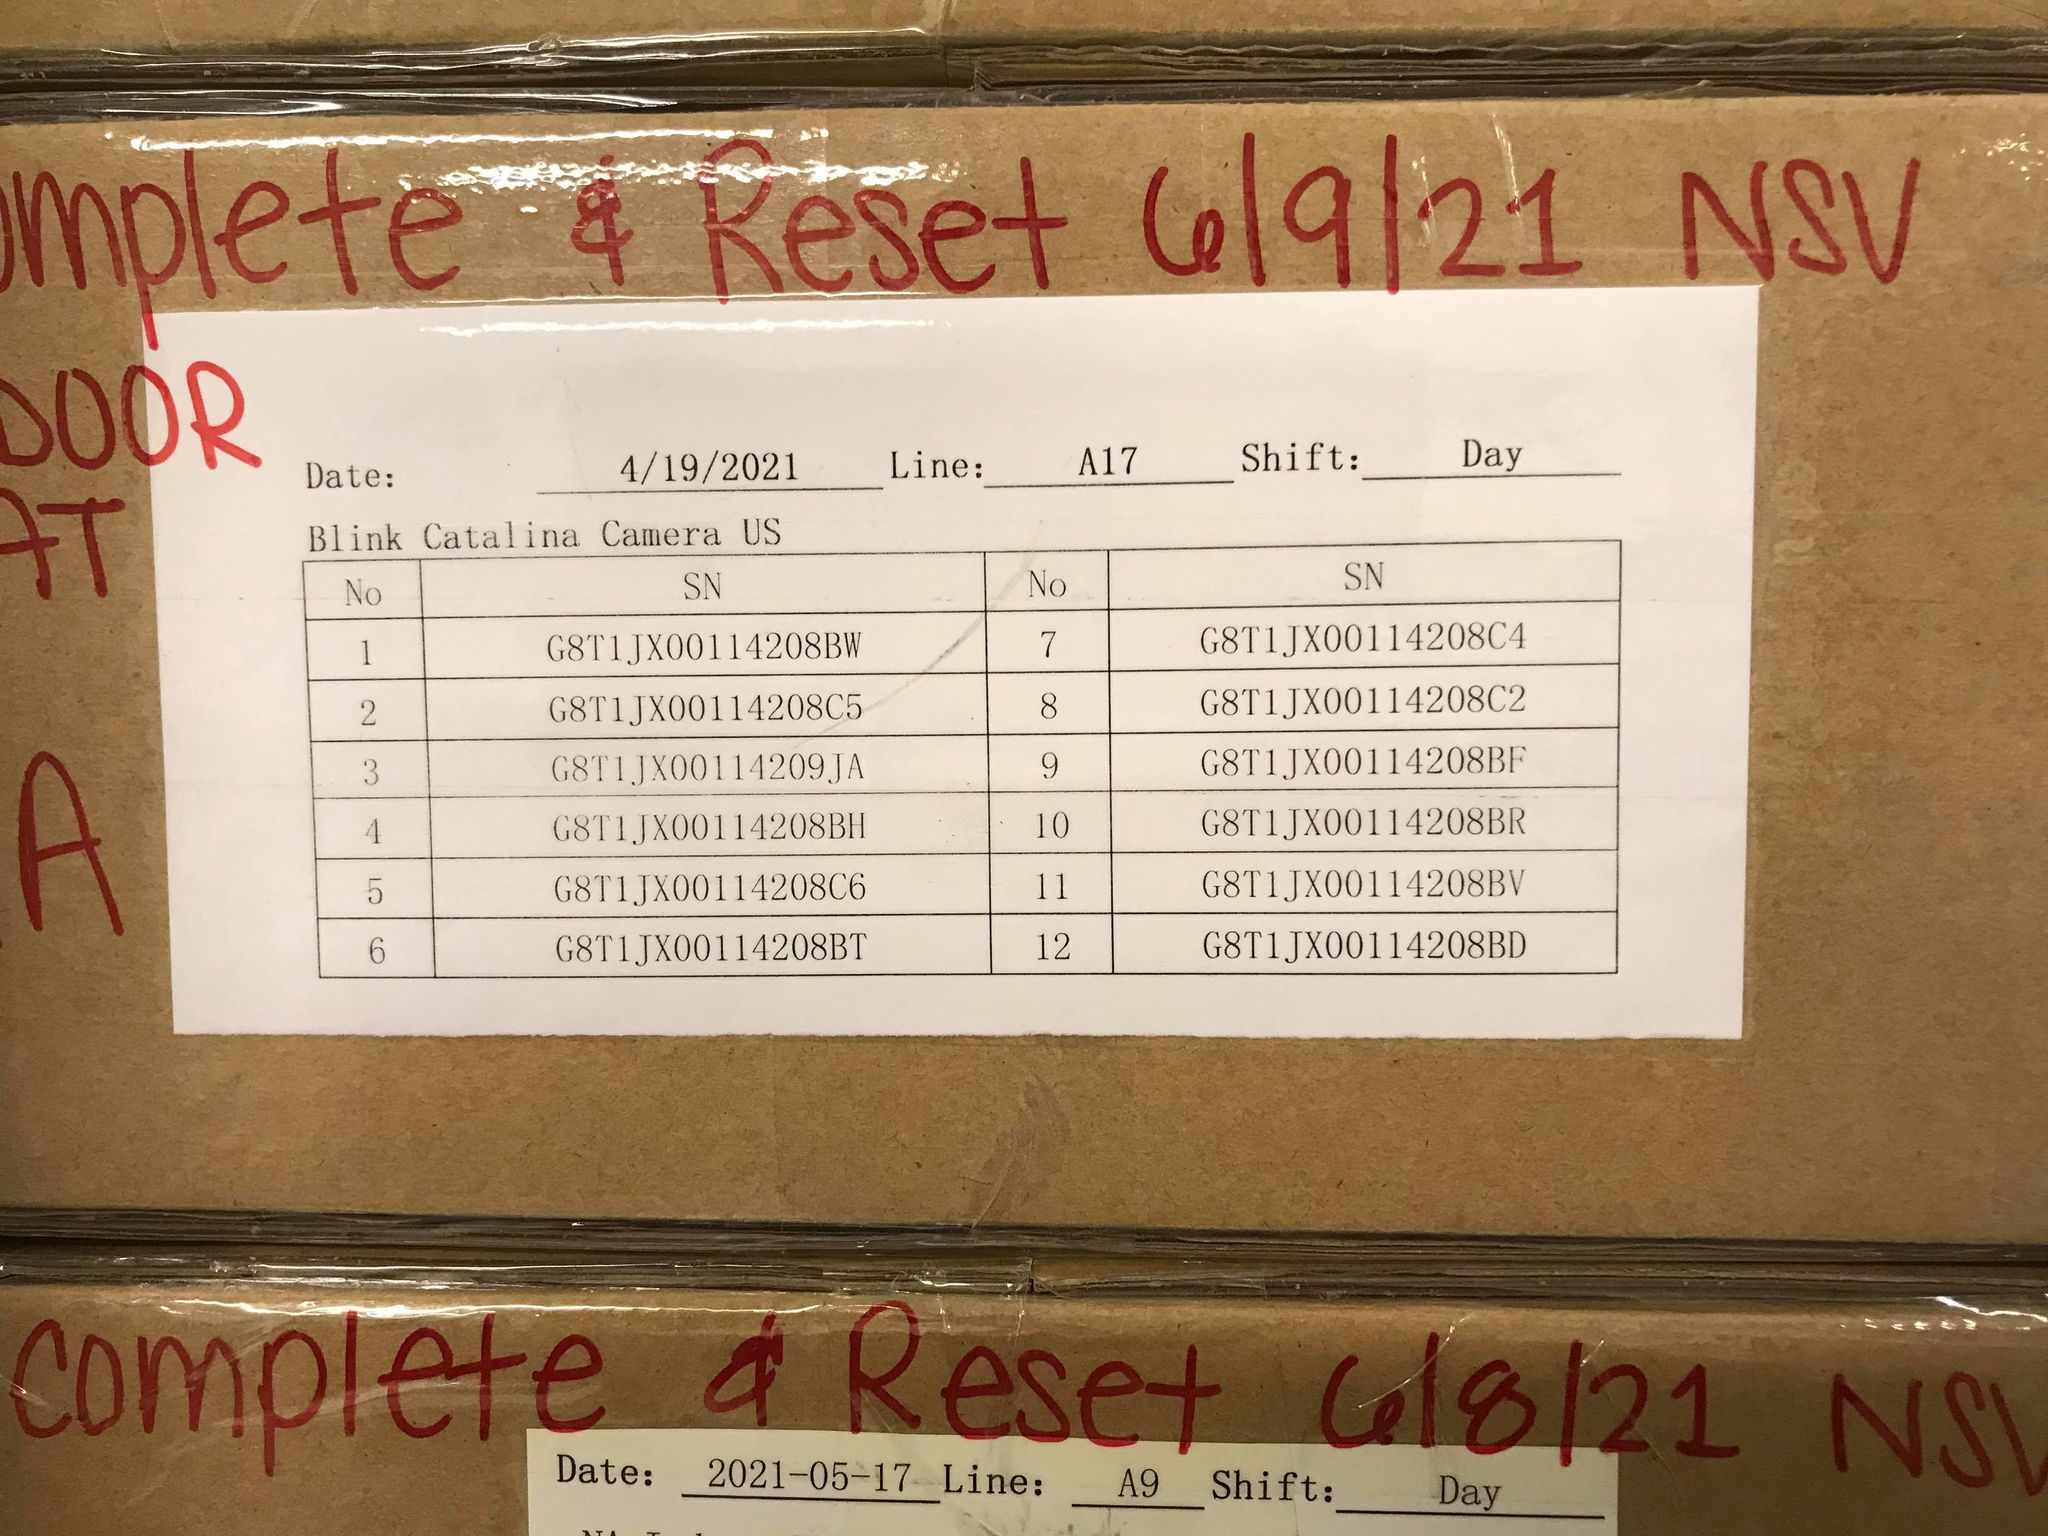 omplete & Reset 6/9/21 NSV
DOOR
AT
A
Date: 4/19/2021 Line: A17 Shift: Day
Blink Catalina Camera US
No SN No SN
1 G8T1JX00114208BW 7 G8T1JX00114208C4
2 G8T1JX00114208C5 8 G8T1JX00114208C2
3 G8T1JX00114209JA 9 G8T1JX00114208BF
4 G8T1JX00114208BH 10 G8T1JX00114208BR
5 G8T1JX00114208C6 11 G8T1JX00114208BV
6 G8T1JX00114208BT 12 G8T1JX00114208BD
complete & Reset 6/8/21 NSV
Date: 2021-05-17 Line: A9 Shift: Day